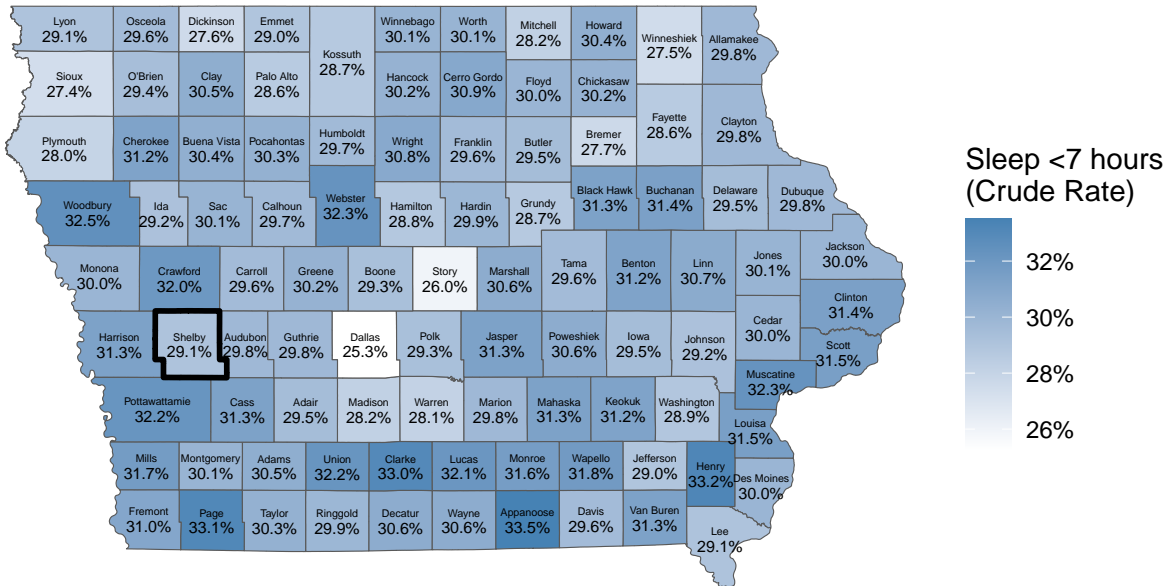 Lyon
29.1%
Osceola
29.6%
Dickinson
27.6%
Emmet
29.0%
Kossuth
28.7%
Winnebago
30.1%
Worth
30.1%
Mitchell
28.2%
Howard
30.4%
Winneshiek
27.5%
Allamakee
29.8%
Sioux
27.4%
O'Brien
29.4%
Clay
30.5%
Palo Alto
28.6%
Hancock
30.2%
Cerro Gordo
30.9%
Floyd
30.0%
Chickasaw
30.2%
Fayette
28.6%
Clayton
29.8%
Plymouth
28.0%
Cherokee
31.2%
Buena Vista
30.4%
Pocahontas
30.3%
Humboldt
29.7%
Wright
30.8%
Franklin
29.6%
Butler
29.5%
Bremer
27.7%
Woodbury
32.5%
Ida
29.2%
Sac
30.1%
Calhoun
29.7%
Webster
32.3%
Hamilton
28.8%
Hardin
29.9%
Grundy
28.7%
Black Hawk
31.3%
Buchanan
31.4%
Delaware
29.5%
Dubuque
29.8%
Monona
30.0%
Crawford
32.0%
Carroll
29.6%
Greene
30.2%
Boone
29.3%
Story
26.0%
Marshall
30.6%
Tama
29.6%
Benton
31.2%
Linn
30.7%
Jones
30.1%
Jackson
30.0%
Clinton
31.4%
Harrison
31.3%
Shelby
29.1%
Audubon
29.8%
Guthrie
29.8%
Dallas
25.3%
Polk
29.3%
Jasper
31.3%
Poweshiek
30.6%
Iowa
29.5%
Johnson
29.2%
Cedar
30.0%
Scott
31.5%
Muscatine
32.3%
Pottawattamie
32.2%
Cass
31.3%
Adair
29.5%
Madison
28.2%
Warren
28.1%
Marion
29.8%
Mahaska
31.3%
Keokuk
31.2%
Washington
28.9%
Louisa
31.5%
Mills
31.7%
Montgomery
30.1%
Adams
30.5%
Union
32.2%
Clarke
33.0%
Lucas
32.1%
Monroe
31.6%
Wapello
31.8%
Jefferson
29.0%
Henry
33.2%
Des Moines
30.0%
Fremont
31.0%
Page
33.1%
Taylor
30.3%
Ringgold
29.9%
Decatur
30.6%
Wayne
30.6%
Appanoose
33.5%
Davis
29.6%
Van Buren
31.3%
Lee
29.1%
Sleep <7 hours
(Crude Rate)
32%
30%
28%
26%